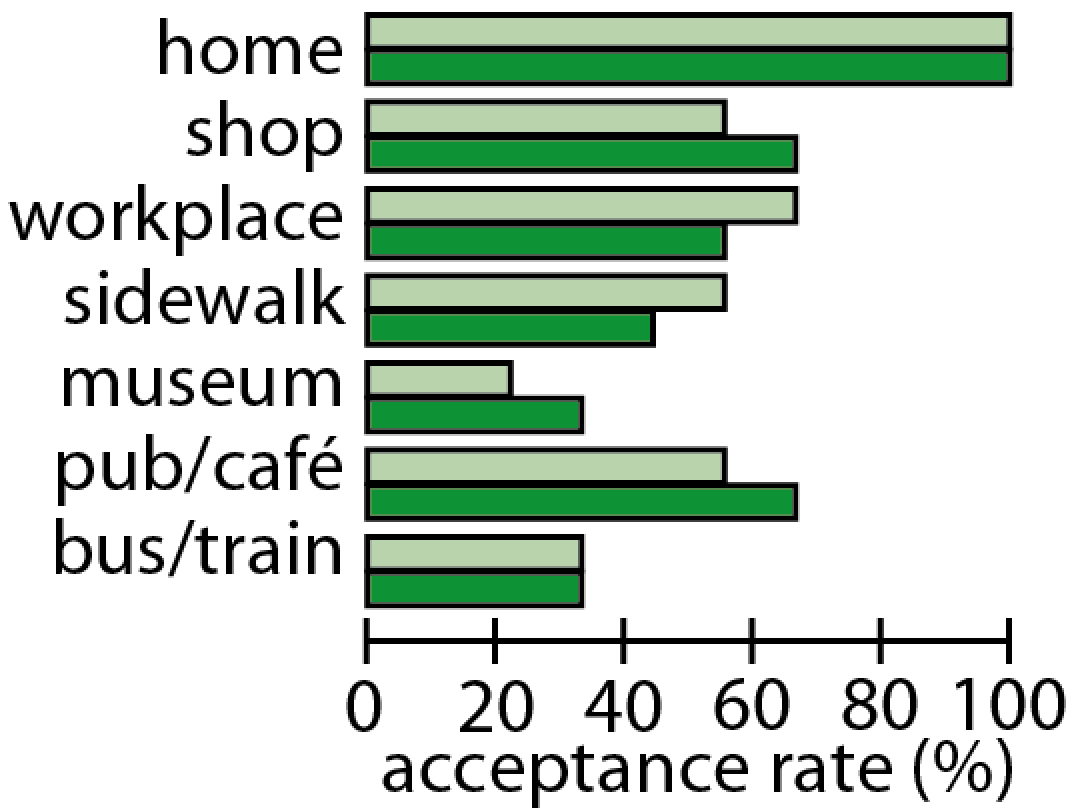 home
shop
workplace
sidewalk
museum
pub/café
bus/train
0 20 40 60 80 100
acceptance rate (%)